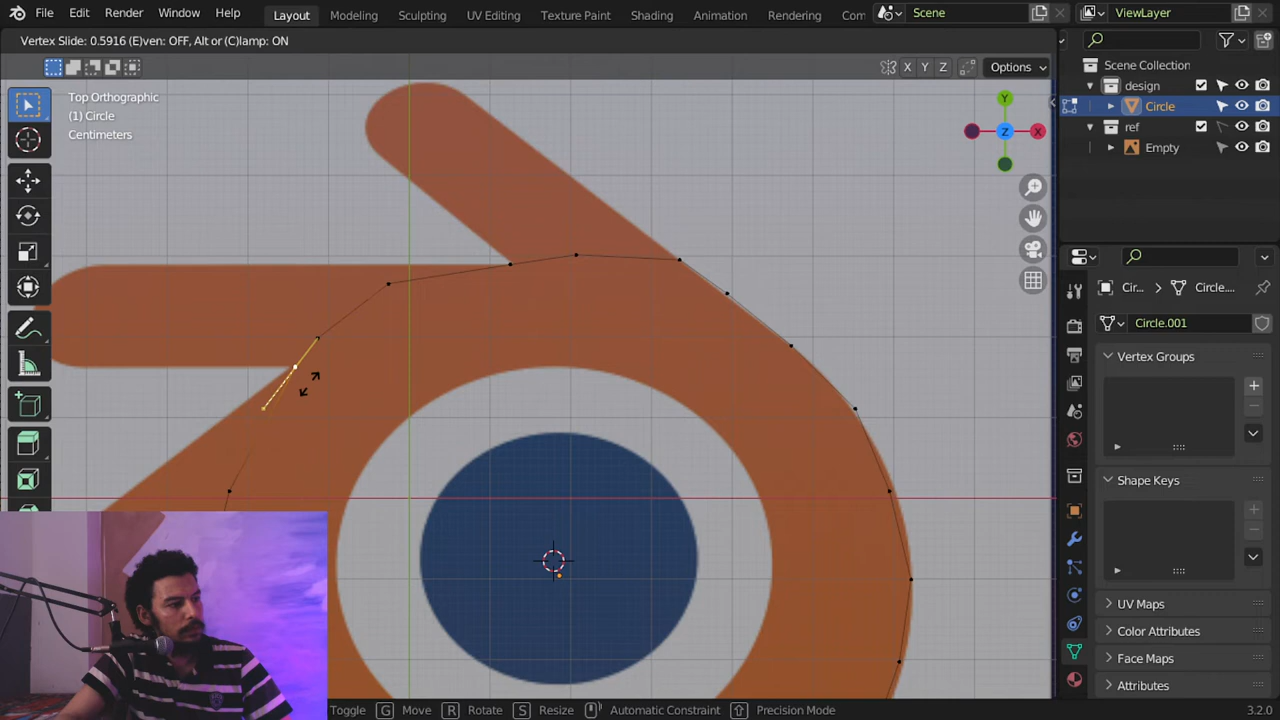 File Edit Render Window Help Layout Modeling Sculpting UV Editing Texture Paint Shading Animation Rendering Com Scene ViewLayer
Vertex Slide: 0.5916 (E)ven: OFF, Alt or (C)lamp: ON
X Y Z Options
Top Orthographic
(1) Circle
Centimeters
Y
Z
X
Scene Collection
design
Circle
ref
Empty
Cir... > Circle....
Circle.001
Vertex Groups
Shape Keys
UV Maps
Color Attributes
Face Maps
Attributes
Toggle G Move R Rotate S Resize Automatic Constraint Precision Mode 3.2.0